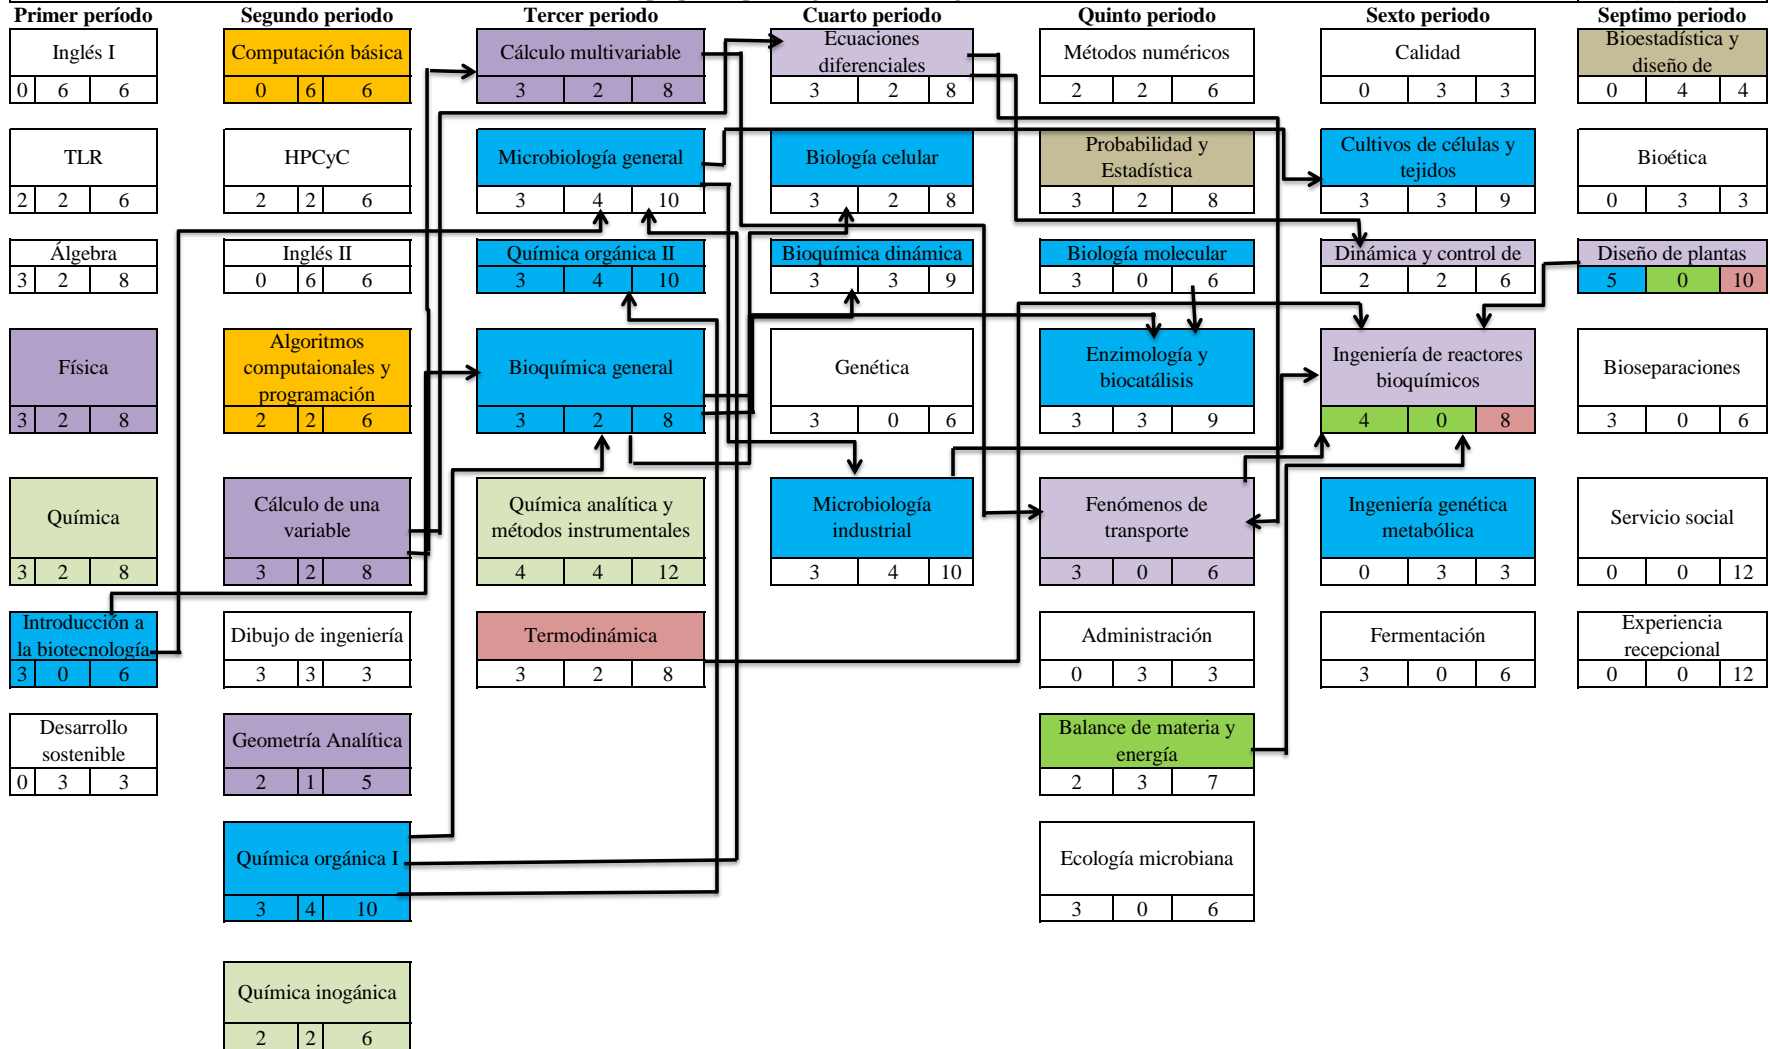 Primer período
Segundo periodo
Tercer periodo
Cuarto periodo
Quinto periodo
Sexto periodo
Septimo periodo
Inglés I
0 6 6
TLR
2 2 6
Álgebra
3 2 8
Física
3 2 8
Química
3 2 8
Introducción a
la biotecnología
3 0 6
Desarrollo
sostenible
0 3 3
Computación básica
0 6 6
HPCyC
2 2 6
Inglés II
0 6 6
Algoritmos
computaionales y
programación
2 2 6
Cálculo de una
variable
3 2 8
Dibujo de ingeniería
3 3 3
Geometría Analítica
2 1 5
Química orgánica I
3 4 10
Química inogánica
2 2 6
Cálculo multivariable
3 2 8
Microbiología general
3 4 10
Química orgánica II
3 4 10
Bioquímica general
3 2 8
Química analítica y
métodos instrumentales
4 4 12
Termodinámica
3 2 8
Ecuaciones
diferenciales
3 2 8
Biología celular
3 2 8
Bioquímica dinámica
3 3 9
Genética
3 0 6
Microbiología
industrial
3 4 10
Métodos numéricos
2 2 6
Probabilidad y
Estadística
3 2 8
Biología molecular
3 0 6
Enzimología y
biocatálisis
3 3 9
Fenómenos de
transporte
3 0 6
Administración
0 3 3
Balance de materia y
energía
2 3 7
Ecología microbiana
3 0 6
Calidad
0 3 3
Cultivos de células y
tejidos
3 3 9
Dinámica y control de
2 2 6
Ingeniería de reactores
bioquímicos
4 0 8
Ingeniería genética
metabólica
0 3 3
Fermentación
3 0 6
Bioestadística y
diseño de
0 4 4
Bioética
0 3 3
Diseño de plantas
5 0 10
Bioseparaciones
3 0 6
Servicio social
0 0 12
Experiencia
recepcional
0 0 12